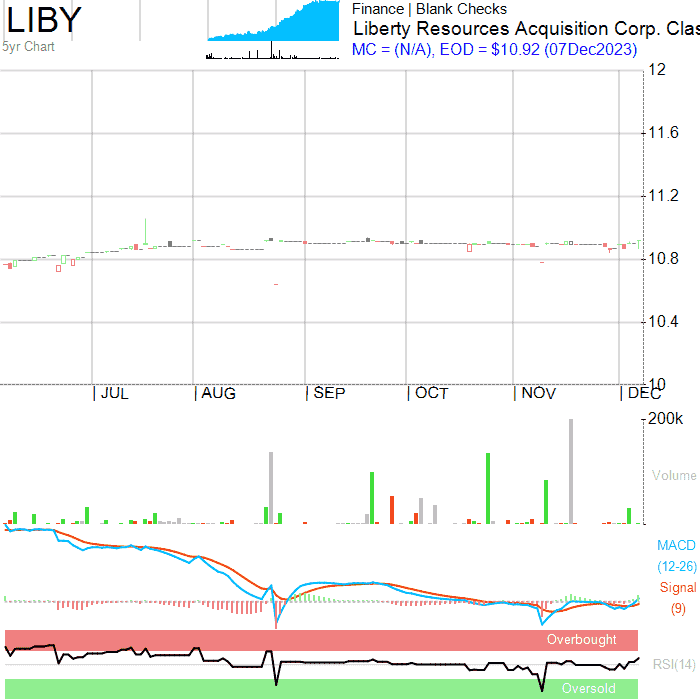 LIBY
5yr Chart
Finance | Blank Checks
Liberty Resources Acquisition Corp. Clas
MC = (N/A), EOD = $10.92 (07Dec2023)
12
11.6
11.2
10.8
10.4
10
| JUL | AUG | SEP | OCT | NOV | DEC
200k
Volume
MACD
(12-26)
Signal
(9)
Overbought
RSI(14)
Oversold